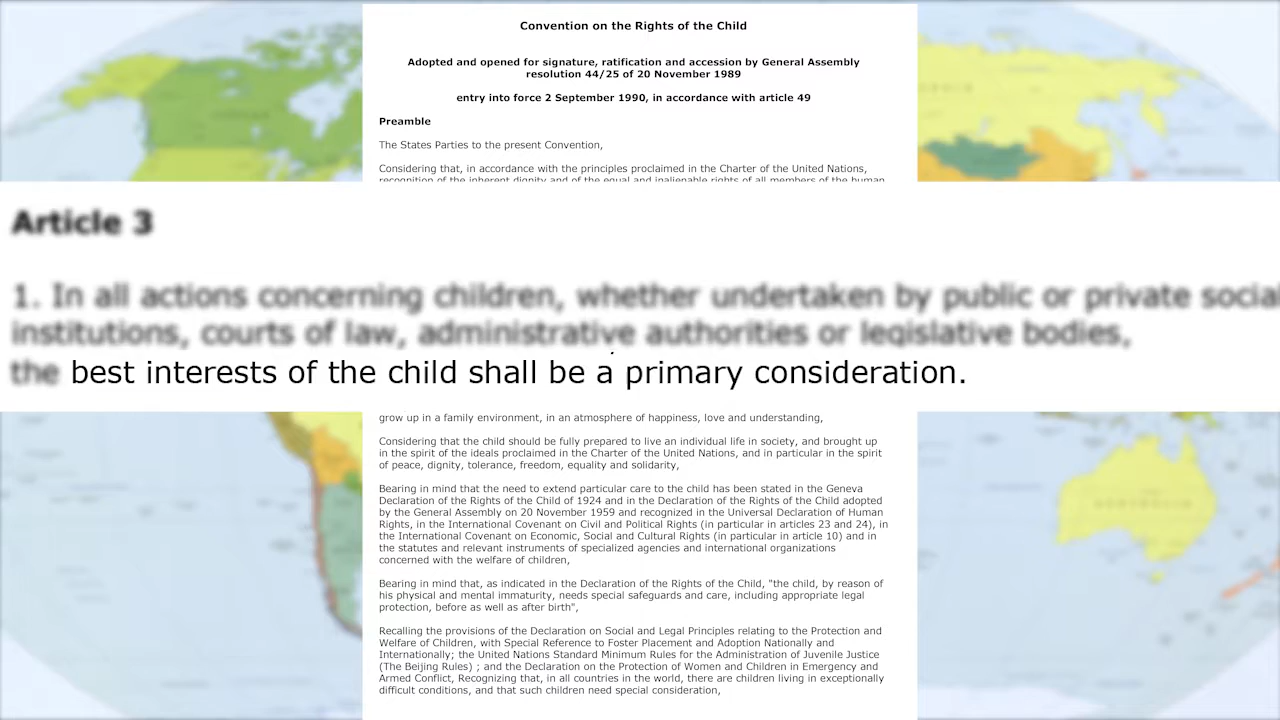 Convention on the Rights of the Child
Adopted and opened for signature, ratification and accession by General Assembly
resolution 44/25 of 20 November 1989
entry into force 2 September 1990, in accordance with article 49
Preamble
The States Parties to the present Convention,
Considering that, in accordance with the principles proclaimed in the Charter of the United Nations,
recognition of the inherent dignity and of the equal and inalienable rights of all members of the human
Article 3
1. In all actions concerning children, whether undertaken by public or private social
institutions, courts of law, administrative authorities or legislative bodies,
the best interests of the child shall be a primary consideration.
grow up in a family environment, in an atmosphere of happiness, love and understanding,
Considering that the child should be fully prepared to live an individual life in society, and brought up
in the spirit of the ideals proclaimed in the Charter of the United Nations, and in particular in the spirit
of peace, dignity, tolerance, freedom, equality and solidarity,
Bearing in mind that the need to extend particular care to the child has been stated in the Geneva
Declaration of the Rights of the Child of 1924 and in the Declaration of the Rights of the Child adopted
by the General Assembly on 20 November 1959 and recognized in the Universal Declaration of Human
Rights, in the International Covenant on Civil and Political Rights (in particular in articles 23 and 24), in
the International Covenant on Economic, Social and Cultural Rights (in particular in article 10) and in
the statutes and relevant instruments of specialized agencies and international organizations
concerned with the welfare of children,
Bearing in mind that, as indicated in the Declaration of the Rights of the Child, "the child, by reason of
his physical and mental immaturity, needs special safeguards and care, including appropriate legal
protection, before as well as after birth",
Recalling the provisions of the Declaration on Social and Legal Principles relating to the Protection and
Welfare of Children, with Special Reference to Foster Placement and Adoption Nationally and
Internationally; the United Nations Standard Minimum Rules for the Administration of Juvenile Justice
(The Beijing Rules) ; and the Declaration on the Protection of Women and Children in Emergency and
Armed Conflict, Recognizing that, in all countries in the world, there are children living in exceptionally
difficult conditions, and that such children need special consideration,